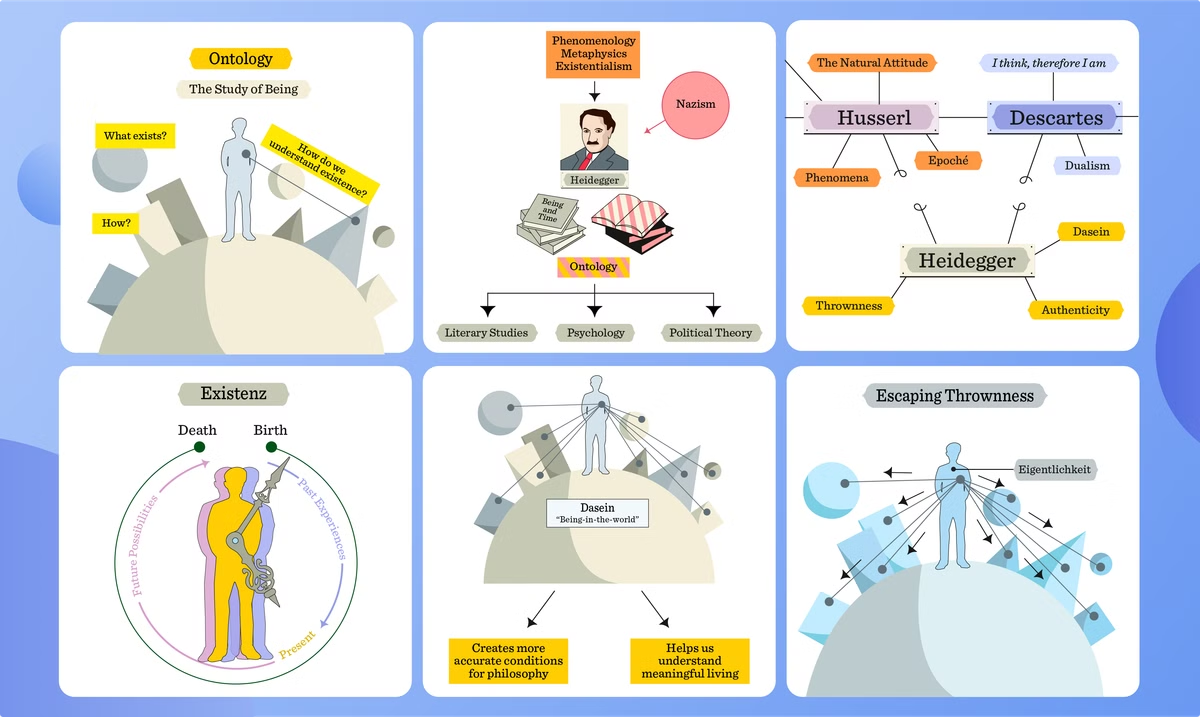 Ontology
The Study of Being
What exists?
How do we
understand existence?
How?
Phenomenology
Metaphysics
Existentialism
Nazism
Heidegger
Being
and
Time
Ontology
Literary Studies
Psychology
Political Theory
The Natural Attitude
I think, therefore I am
Husserl
Descartes
Epoché
Dualism
Phenomena
Dasein
Heidegger
Thrownness
Authenticity
Existenz
Death
Birth
Past Experiences
Future Possibilities
Present
Dasein
“Being-in-the-world”
Creates more
accurate conditions
for philosophy
Helps us
understand
meaningful living
Escaping Thrownness
Eigentlichkeit